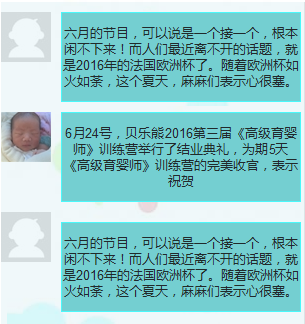 六月的节目，可以说是一个接一个，根本
闲不下来！而人们最近离不开的话题，就
是2016年的法国欧洲杯了。随着欧洲杯如
火如荼，这个夏天，麻麻们表示心很塞。
6月24号，贝乐熊2016第三届《高级育婴
师》训练营举行了结业典礼，为期5天
《高级育婴师》训练营的完美收官，表示
祝贺
六月的节目，可以说是一个接一个，根本
闲不下来！而人们最近离不开的话题，就
是2016年的法国欧洲杯了。随着欧洲杯如
火如荼，这个夏天，麻麻们表示心很塞。